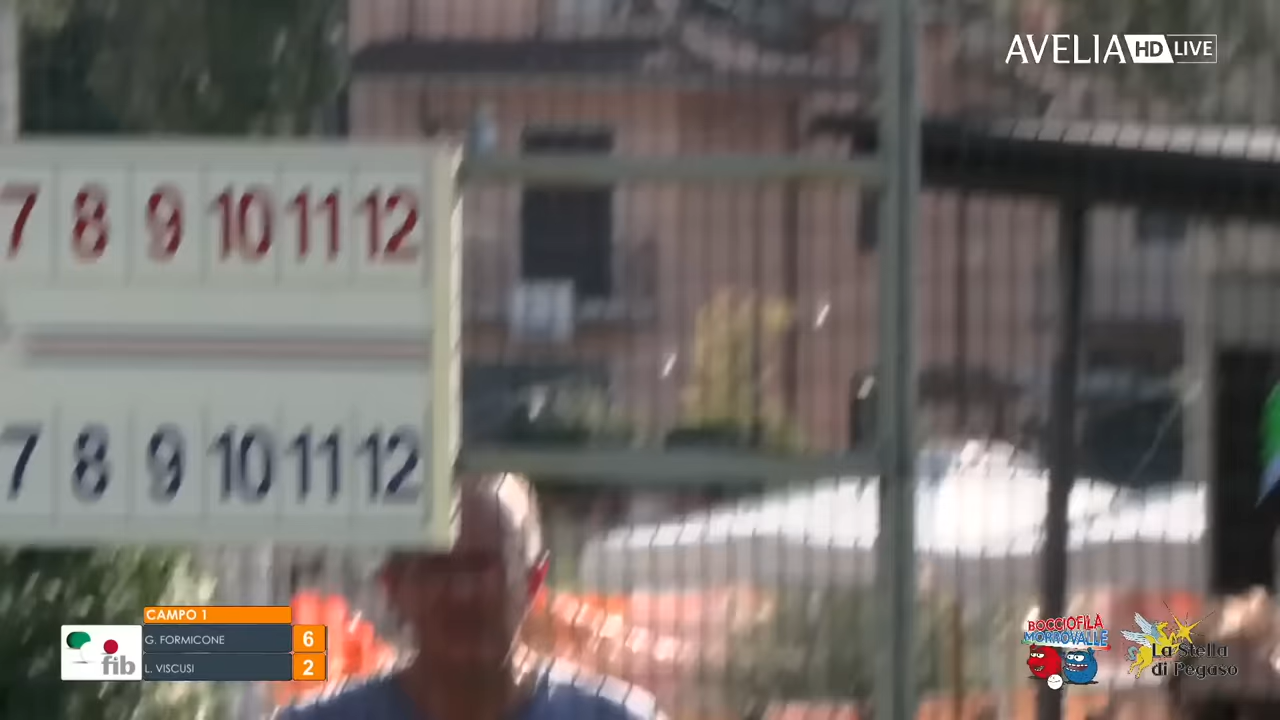 AVELIA HD LIVE
7 8 9 10 11 12
7 8 9 10 11 12
CAMPO 1
G. FORMICONE 6
L. VISCUSI 2
fib
BOCCIOFILA
MORROVALLE
La Stella
di Pegaso